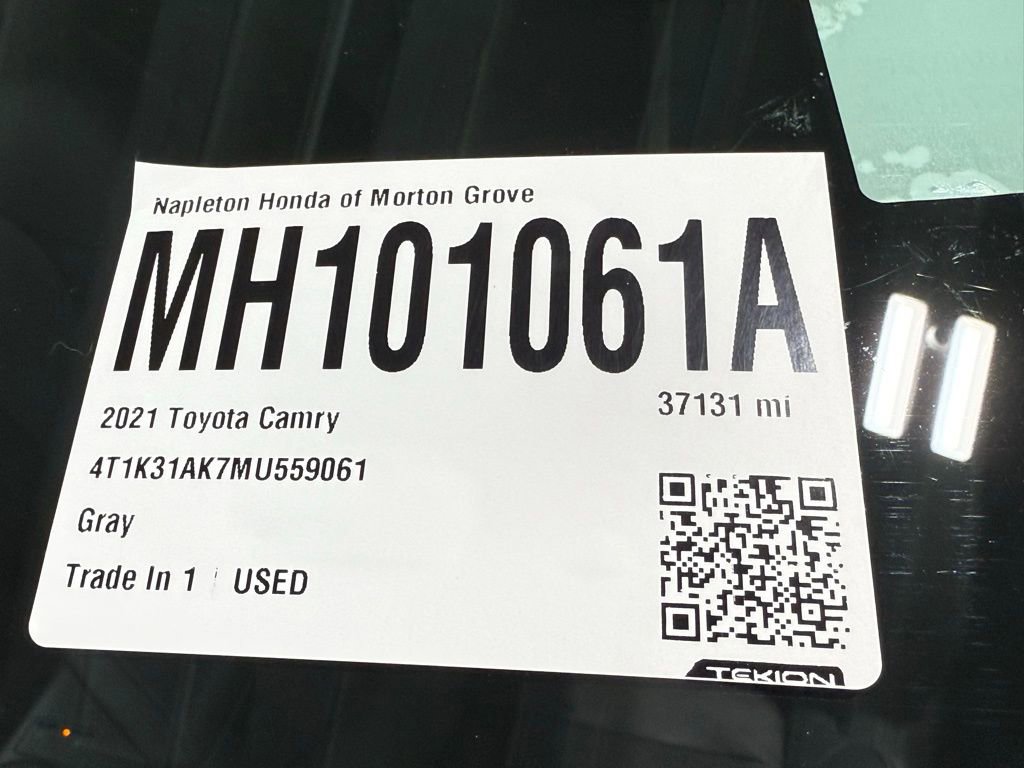 Napleton Honda of Morton Grove
MH101061A
37131 mi
2021 Toyota Camry
4T1K31AK7MU559061
Gray
Trade In 1 | USED
TEKION